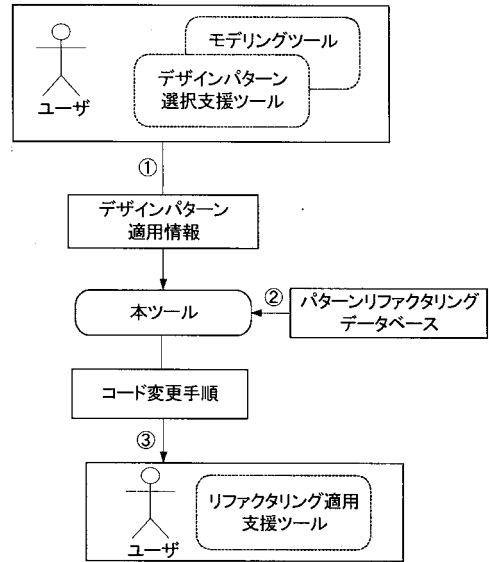 モデリングツール
デザインパターン
選択支援ツール
ユーザ
①
デザインパターン
適用情報
本ツール
②
パターンリファクタリング
データベース
コード変更手順
③
リファクタリング適用
支援ツール
ユーザ